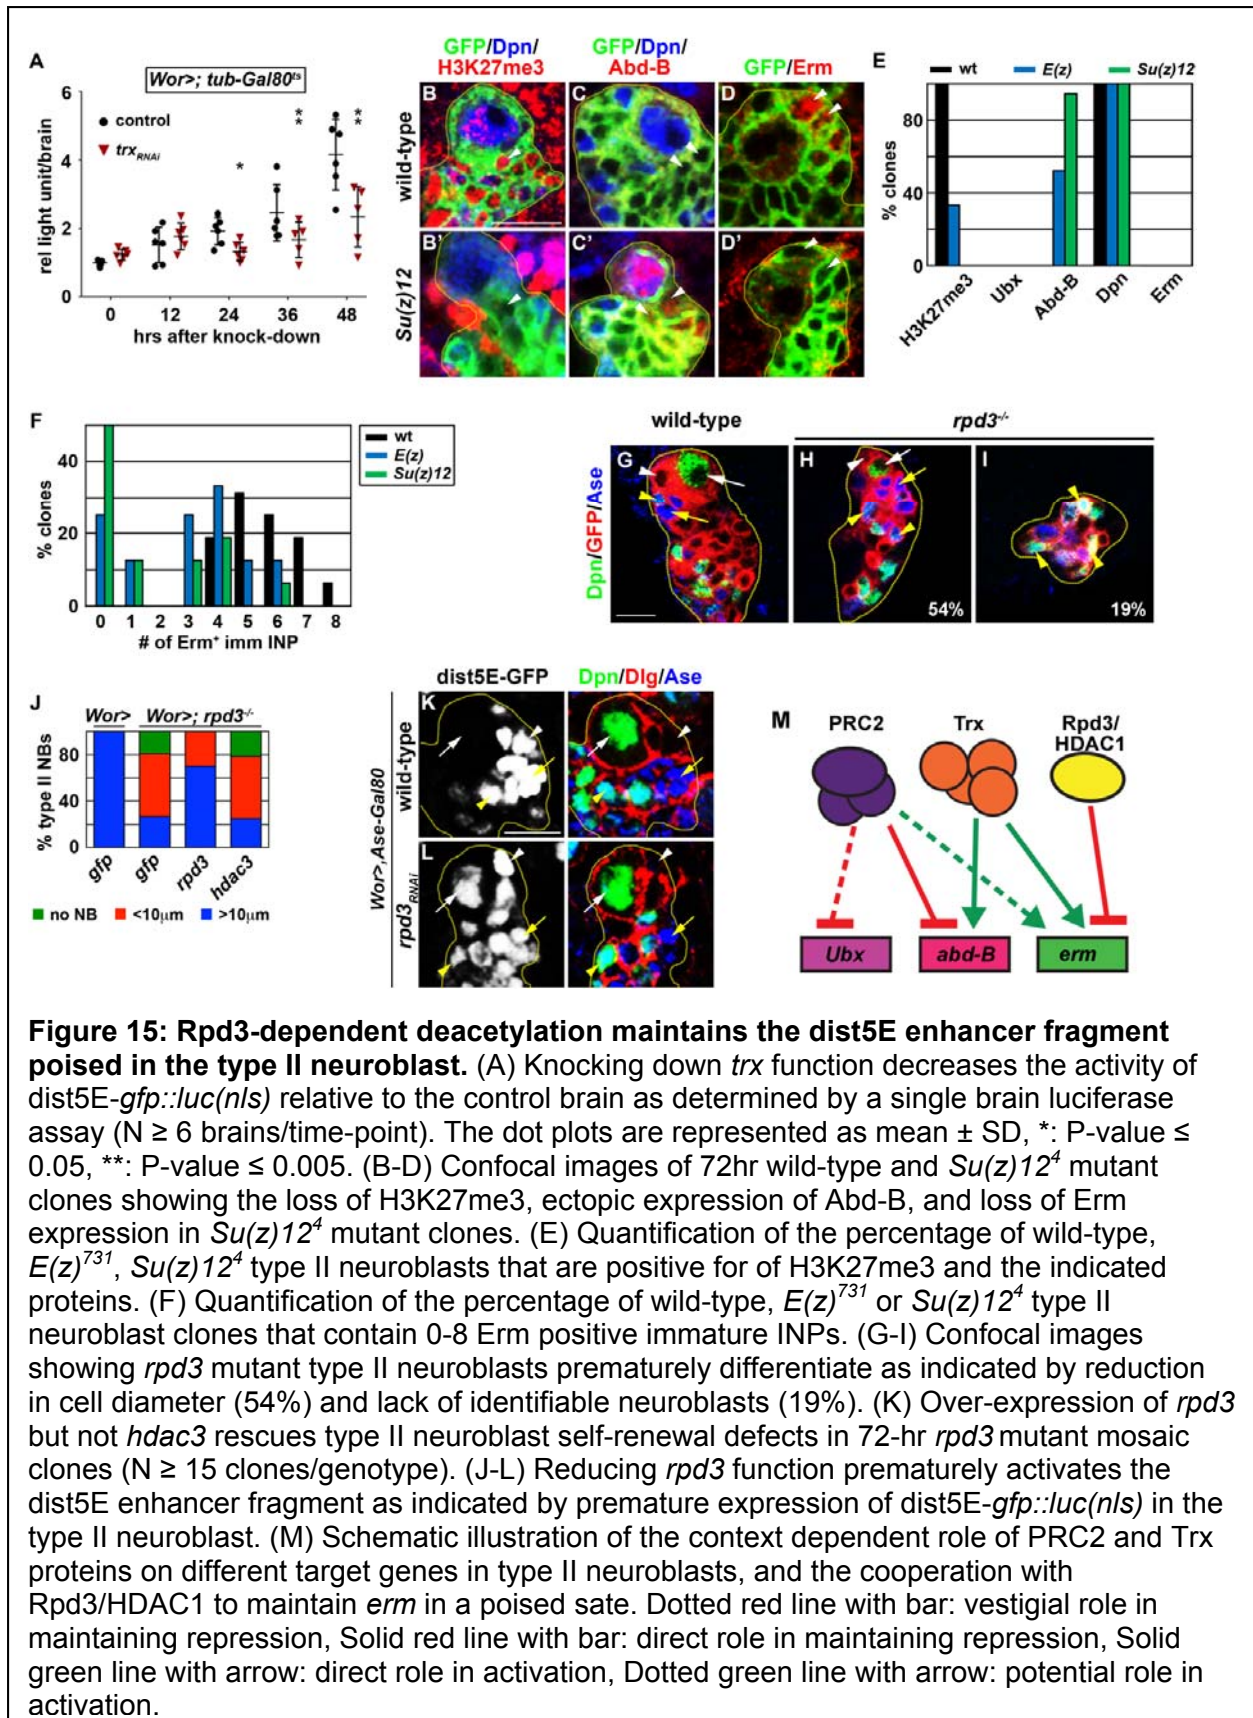 A
Wor>; tub-Gal80ts
6
4
2
0
rel light unit/brain
control
trxRNAi
*
**
**
0 12 24 36 48
hrs after knock-down
GFP/Dpn/
H3K27me3
GFP/Dpn/
Abd-B
GFP/Erm
wild-type
B
C
D
Su(z)12
B'
C'
D'
E
wt E(z) Su(z)12
80
40
0
% clones
H3K27me3
Ubx
Abd-B
Dpn
Erm
F
wt
E(z)
Su(z)12
40
20
0
% clones
0 1 2 3 4 5 6 7 8
# of Erm+ imm INP
wild-type
rpd3-/-
Dpn/GFP/Ase
G
H
I
54%
19%
J
Wor> Wor>; rpd3-/-
80
40
0
% type II NBs
gfp
gfp
rpd3
hdac3
no NB <10µm >10µm
dist5E-GFP
Dpn/Dlg/Ase
Wor>,Ase-Gal80
wild-type
K
rpd3RNAi
L
M
PRC2
Trx
Rpd3/
HDAC1
Ubx
abd-B
erm
Figure 15: Rpd3-dependent deacetylation maintains the dist5E enhancer fragment
poised in the type II neuroblast. (A) Knocking down trx function decreases the activity of
dist5E-gfp::luc(nls) relative to the control brain as determined by a single brain luciferase
assay (N ≥ 6 brains/time-point). The dot plots are represented as mean ± SD, *: P-value ≤
0.05, **: P-value ≤ 0.005. (B-D) Confocal images of 72hr wild-type and Su(z)12⁴ mutant
clones showing the loss of H3K27me3, ectopic expression of Abd-B, and loss of Erm
expression in Su(z)12⁴ mutant clones. (E) Quantification of the percentage of wild-type,
E(z)⁷³¹, Su(z)12⁴ type II neuroblasts that are positive for of H3K27me3 and the indicated
proteins. (F) Quantification of the percentage of wild-type, E(z)⁷³¹ or Su(z)12⁴ type II
neuroblast clones that contain 0-8 Erm positive immature INPs. (G-I) Confocal images
showing rpd3 mutant type II neuroblasts prematurely differentiate as indicated by reduction
in cell diameter (54%) and lack of identifiable neuroblasts (19%). (K) Over-expression of rpd3
but not hdac3 rescues type II neuroblast self-renewal defects in 72-hr rpd3 mutant mosaic
clones (N ≥ 15 clones/genotype). (J-L) Reducing rpd3 function prematurely activates the
dist5E enhancer fragment as indicated by premature expression of dist5E-gfp::luc(nls) in the
type II neuroblast. (M) Schematic illustration of the context dependent role of PRC2 and Trx
proteins on different target genes in type II neuroblasts, and the cooperation with
Rpd3/HDAC1 to maintain erm in a poised sate. Dotted red line with bar: vestigial role in
maintaining repression, Solid red line with bar: direct role in maintaining repression, Solid
green line with arrow: direct role in activation, Dotted green line with arrow: potential role in
activation.